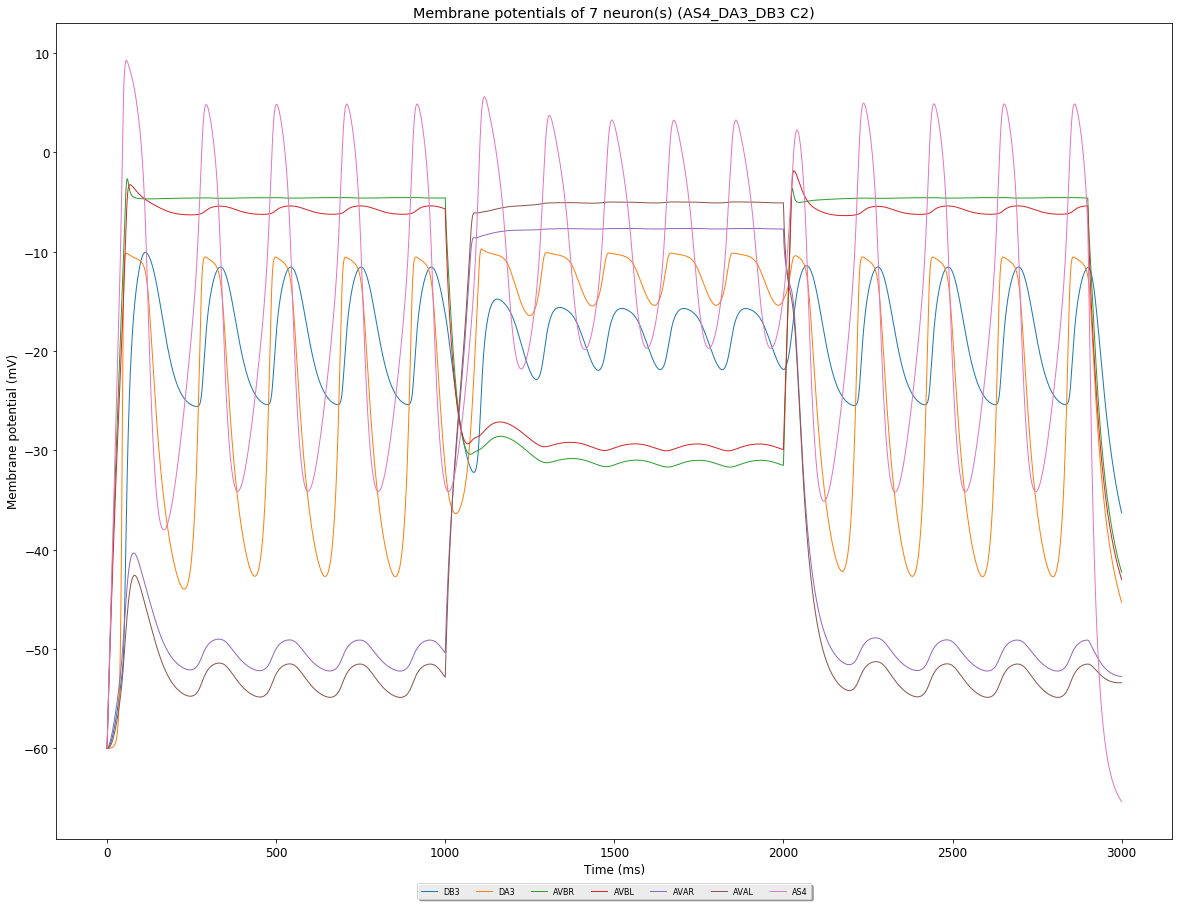 Membrane potentials of 7 neuron(s) (AS4_DA3_DB3 C2)
10
0
−10
−20
−30
−40
−50
−60
Membrane potential (mV)
0 500 1000 1500 2000 2500 3000
Time (ms)
DB3 DA3 AVBR AVBL AVAR AVAL AS4